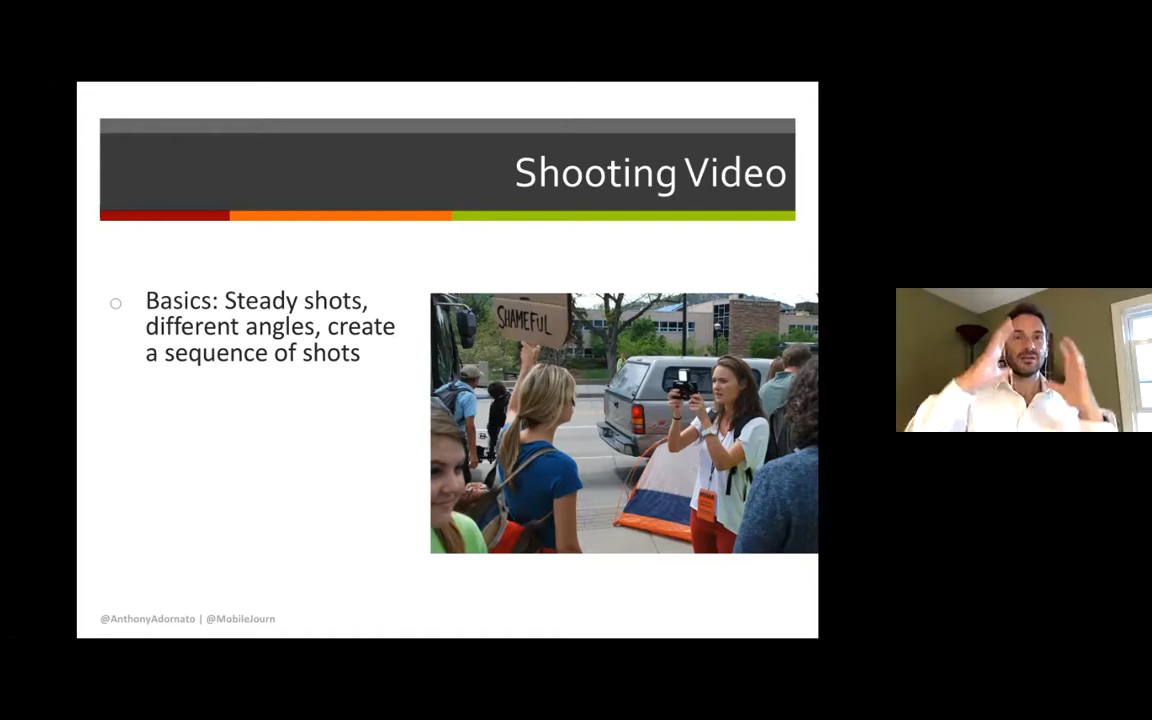 Shooting Video
Basics: Steady shots,
different angles, create
a sequence of shots
SHAMEFUL
@AnthonyAdornato | @MobileJourn